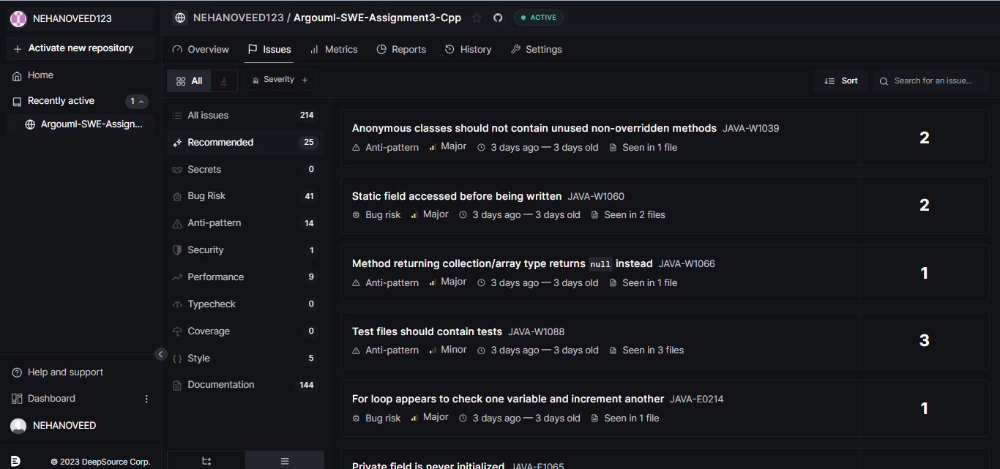 NEHANOVEED123
Activate new repository
Home
Recently active 1
Argouml-SWE-Assign...
Help and support
Dashboard
NEHANOVEED
© 2023 DeepSource Corp.
NEHANOVEED123 / Argouml-SWE-Assignment3-Cpp ACTIVE
Overview Issues Metrics Reports History Settings
All Severity + Sort Search for an issue...
All issues 214
Recommended 25
Secrets 0
Bug Risk 41
Anti-pattern 14
Security 1
Performance 9
Typecheck 0
Coverage 0
Style 5
Documentation 144
Anonymous classes should not contain unused non-overridden methods JAVA-W1039
Anti-pattern Major 3 days ago — 3 days old Seen in 1 file
2
Static field accessed before being written JAVA-W1060
Bug risk Major 3 days ago — 3 days old Seen in 2 files
2
Method returning collection/array type returns null instead JAVA-W1066
Anti-pattern Major 3 days ago — 3 days old Seen in 1 file
1
Test files should contain tests JAVA-W1088
Anti-pattern Minor 3 days ago — 3 days old Seen in 3 files
3
For loop appears to check one variable and increment another JAVA-E0214
Bug risk Major 3 days ago — 3 days old Seen in 1 file
1
Private field is never initialized JAVA-E1065